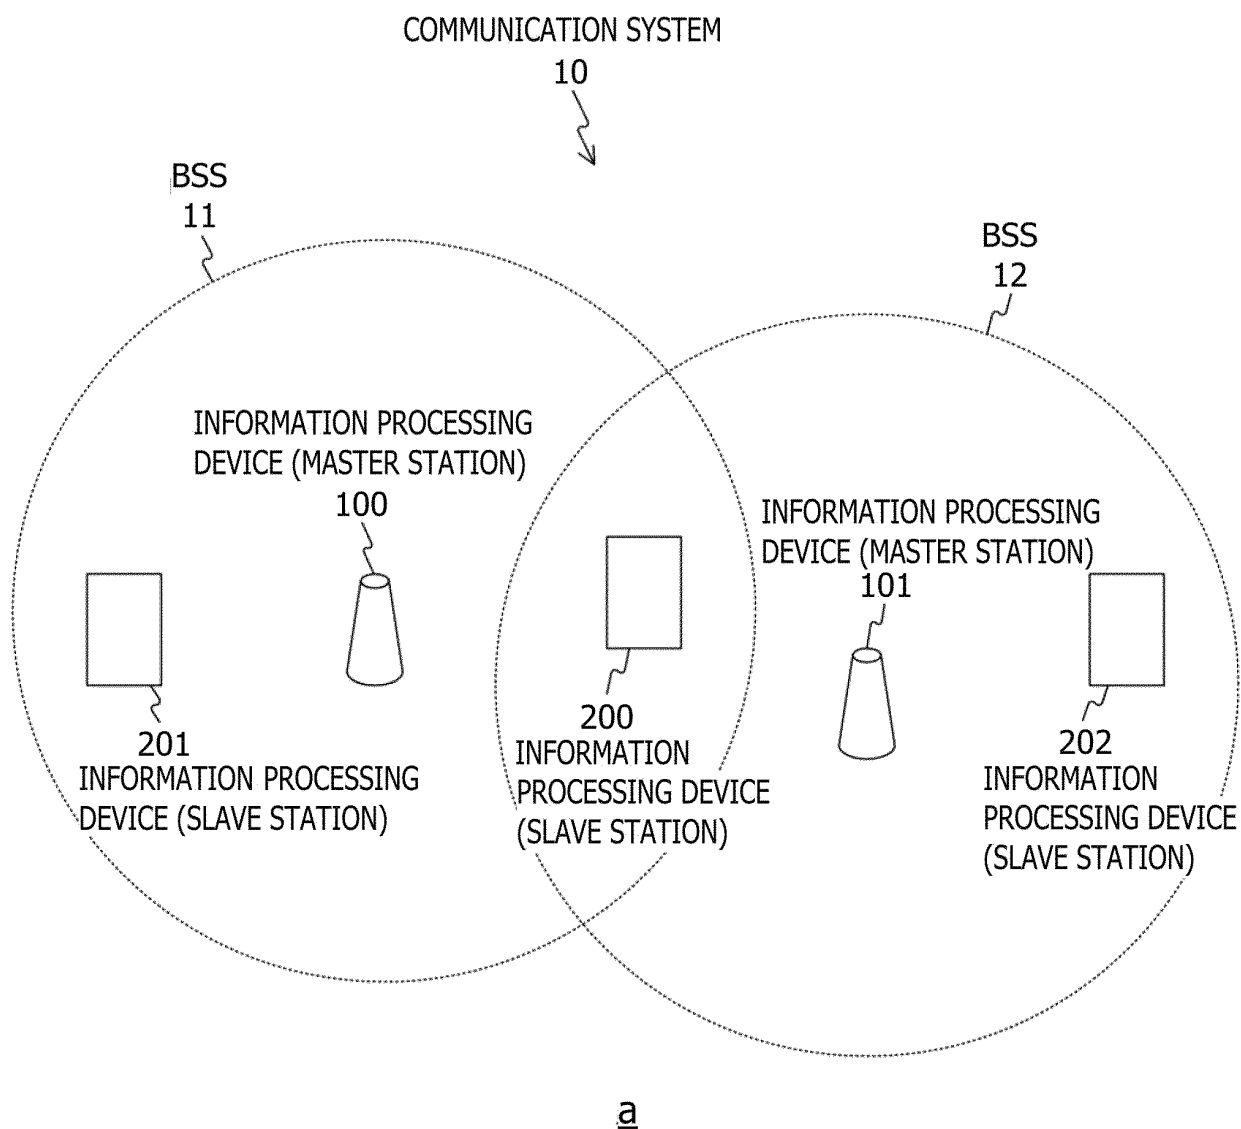 COMMUNICATION SYSTEM
10
BSS
11
BSS
12
INFORMATION PROCESSING
DEVICE (MASTER STATION)
100
INFORMATION PROCESSING
DEVICE (MASTER STATION)
101
201
INFORMATION PROCESSING
DEVICE (SLAVE STATION)
200
INFORMATION
PROCESSING DEVICE
(SLAVE STATION)
202
INFORMATION
PROCESSING DEVICE
(SLAVE STATION)
a